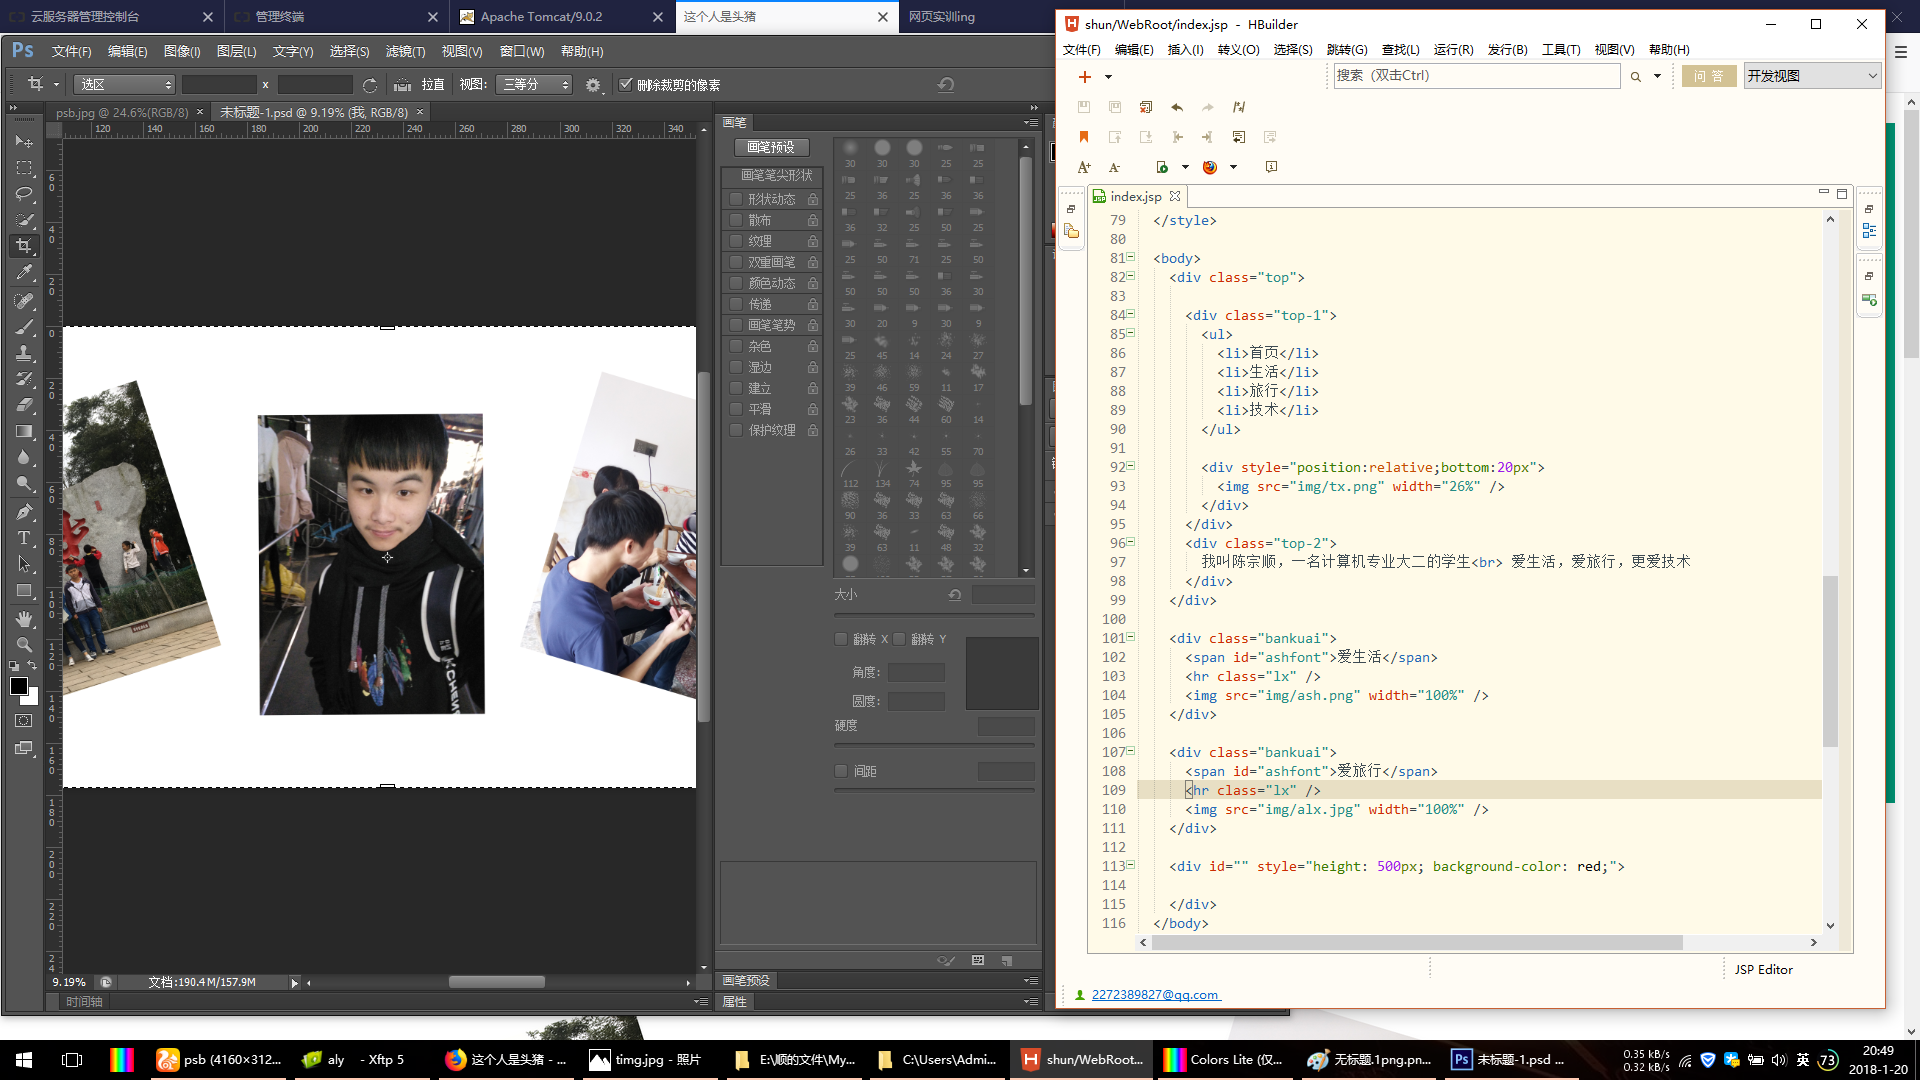 云服务器管理控制台
管理终端
Apache Tomcat/9.0.2
这个人是头猪
网页实训ing
Ps 文件(F) 编辑(E) 图像(I) 图层(L) 文字(Y) 选择(S) 滤镜(T) 视图(V) 窗口(W) 帮助(H)
选区 x 拉直 视图: 三等分 删除裁剪的像素
psb.jpg @ 24.6%(RGB/8) × 未标题-1.psd @ 9.19% (我, RGB/8) ×
120 140 160 180 200 220 240 260 280 300 320 340
画笔
画笔预设
画笔笔尖形状
形状动态
散布
纹理
双重画笔
颜色动态
传递
画笔笔势
杂色
湿边
建立
平滑
保护纹理
30 30 30 25 25
25 36 25 36 36
36 32 25 50 25
25 50 71 25 50
50 50 50 36 30
30 20 9 30 9
25 45 14 24 27
39 46 59 11 17
23 36 44 60 14
26 33 42 55 70
112 134 74 95 95
90 36 33 63 66
39 63 11 48 32
大小
翻转 X 翻转 Y
角度:
圆度:
硬度
间距
9.19% 文档:190.4M/157.9M
时间轴
画笔预设
属性
shun/WebRoot/index.jsp - HBuilder
文件(F) 编辑(E) 插入(I) 转义(O) 选择(S) 跳转(G) 查找(L) 运行(R) 发行(B) 工具(T) 视图(V) 帮助(H)
搜索（双击Ctrl） 问 答 开发视图
index.jsp
79 </style>
80
81 <body>
82 <div class="top">
83
84 <div class="top-1">
85 <ul>
86 <li>首页</li>
87 <li>生活</li>
88 <li>旅行</li>
89 <li>技术</li>
90 </ul>
91
92 <div style="position:relative;bottom:20px">
93 <img src="img/tx.png" width="26%" />
94 </div>
95 </div>
96 <div class="top-2">
97 我叫陈宗顺，一名计算机专业大二的学生<br> 爱生活，爱旅行，更爱技术
98 </div>
99 </div>
100
101 <div class="bankuai">
102 <span id="ashfont">爱生活</span>
103 <hr class="lx" />
104 <img src="img/ash.png" width="100%" />
105 </div>
106
107 <div class="bankuai">
108 <span id="ashfont">爱旅行</span>
109 <hr class="lx" />
110 <img src="img/alx.jpg" width="100%" />
111 </div>
112
113 <div id="" style="height: 500px; background-color: red;">
114
115 </div>
116 </body>
JSP Editor
2272389827@qq.com
psb (4160×312...
aly - Xftp 5
这个人是头猪 - ...
timg.jpg - 照片
E:\顺的文件\My...
C:\Users\Admi...
shun/WebRoot...
Colors Lite (仅...
无标题.1png.pn...
未标题-1.psd ...
0.35 kB/s
0.32 kB/s
英
73
20:49
2018-1-20